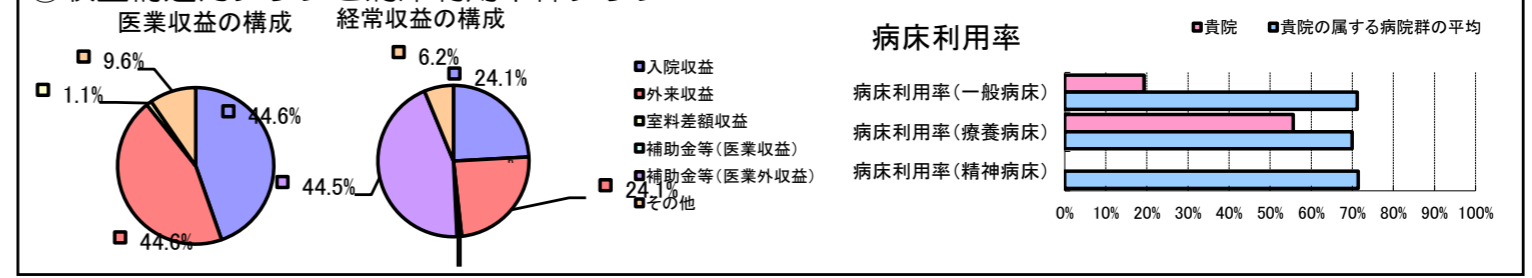 医業収益の構成
経常収益の構成
9.6%
1.1%
44.6%
44.6%
6.2%
24.1%
44.5%
24.1%
入院収益
外来収益
室料差額収益
補助金等(医業収益)
補助金等(医業外収益)
その他
病床利用率
貴院
貴院の属する病院群の平均
病床利用率(一般病床)
病床利用率(療養病床)
病床利用率(精神病床)
0% 10% 20% 30% 40% 50% 60% 70% 80% 90% 100%